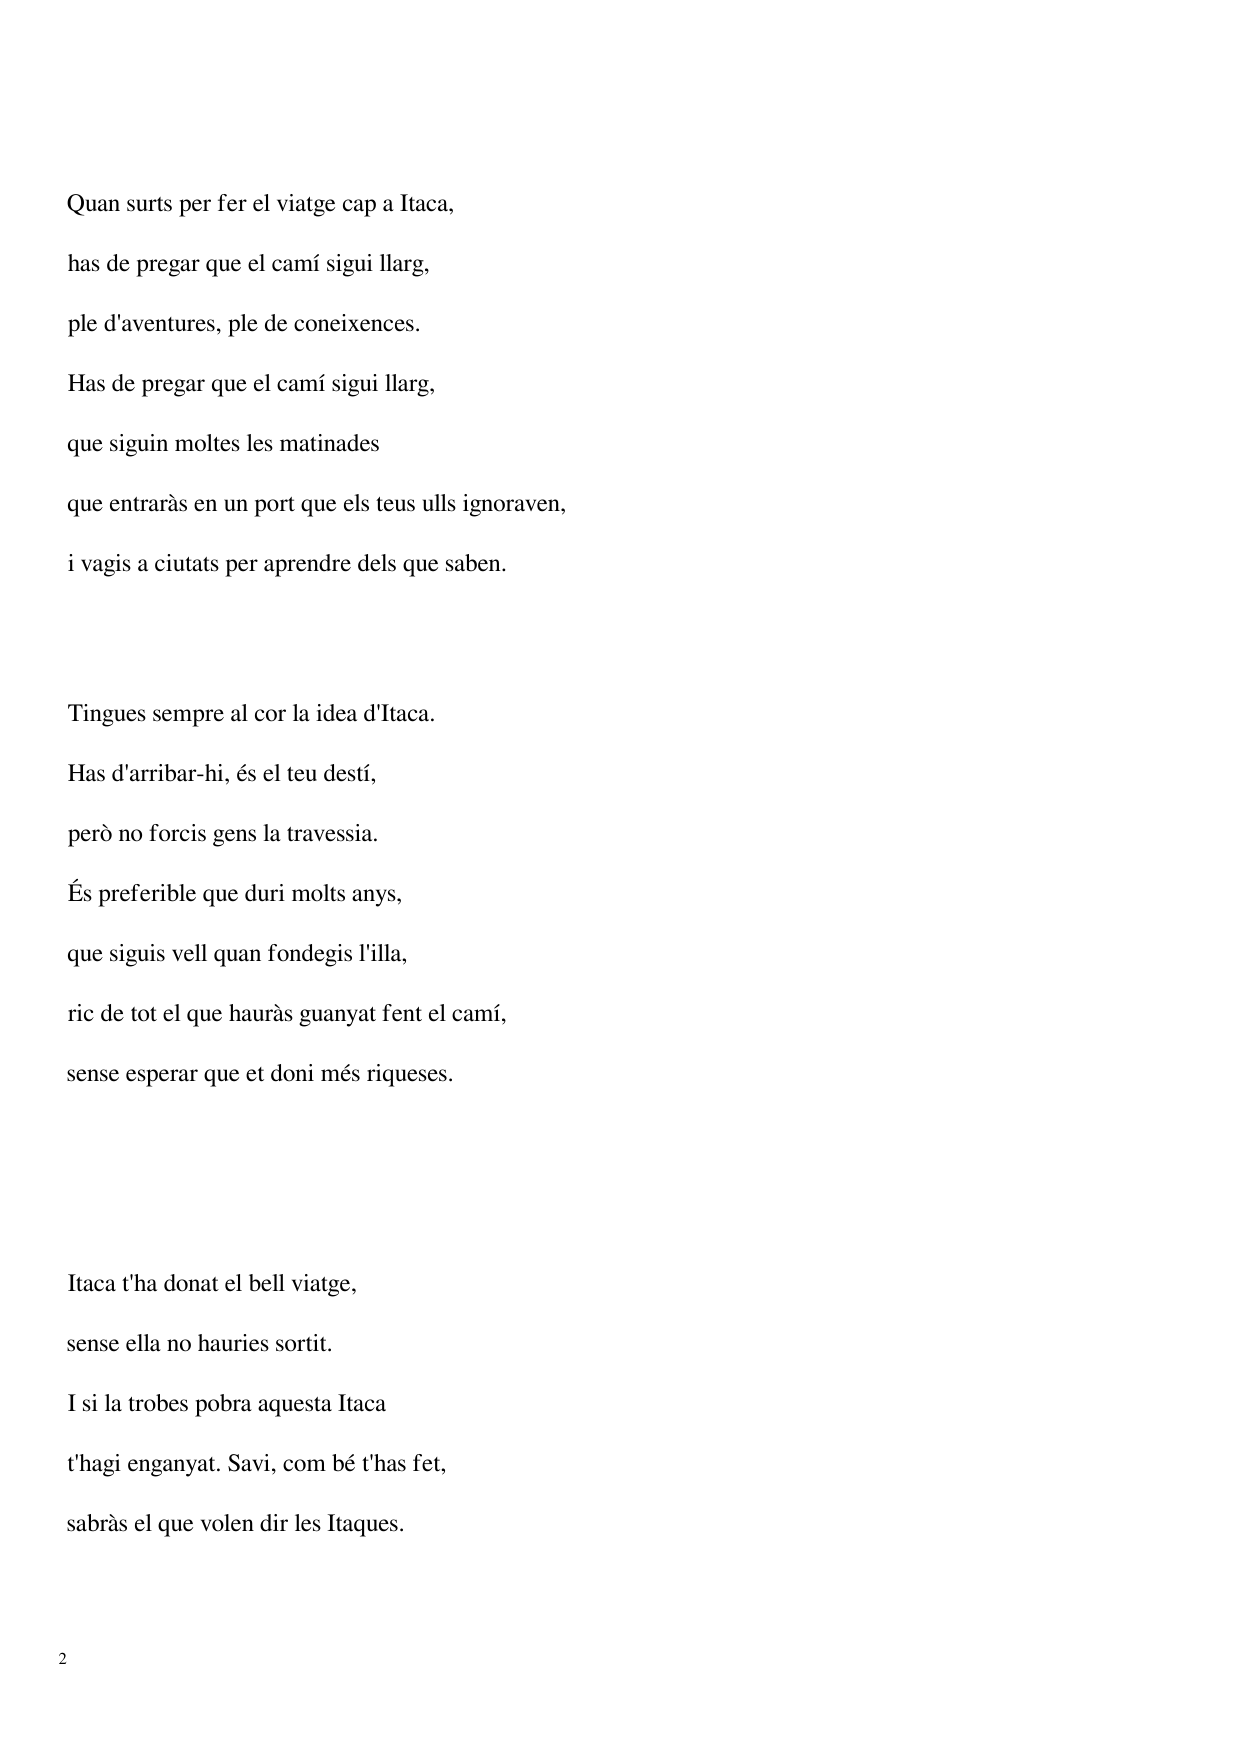 Quan surts per fer el viatge cap a Itaca,
has de pregar que el camí sigui llarg,
ple d'aventures, ple de coneixences.
Has de pregar que el camí sigui llarg,
que siguin moltes les matinades
que entraràs en un port que els teus ulls ignoraven,
i vagis a ciutats per aprendre dels que saben.
Tingues sempre al cor la idea d'Itaca.
Has d'arribar-hi, és el teu destí,
però no forcis gens la travessia.
És preferible que duri molts anys,
que siguis vell quan fondegis l'illa,
ric de tot el que hauràs guanyat fent el camí,
sense esperar que et doni més riqueses.
Itaca t'ha donat el bell viatge,
sense ella no hauries sortit.
I si la trobes pobra aquesta Itaca
t'hagi enganyat. Savi, com bé t'has fet,
sabràs el que volen dir les Itaques.
2